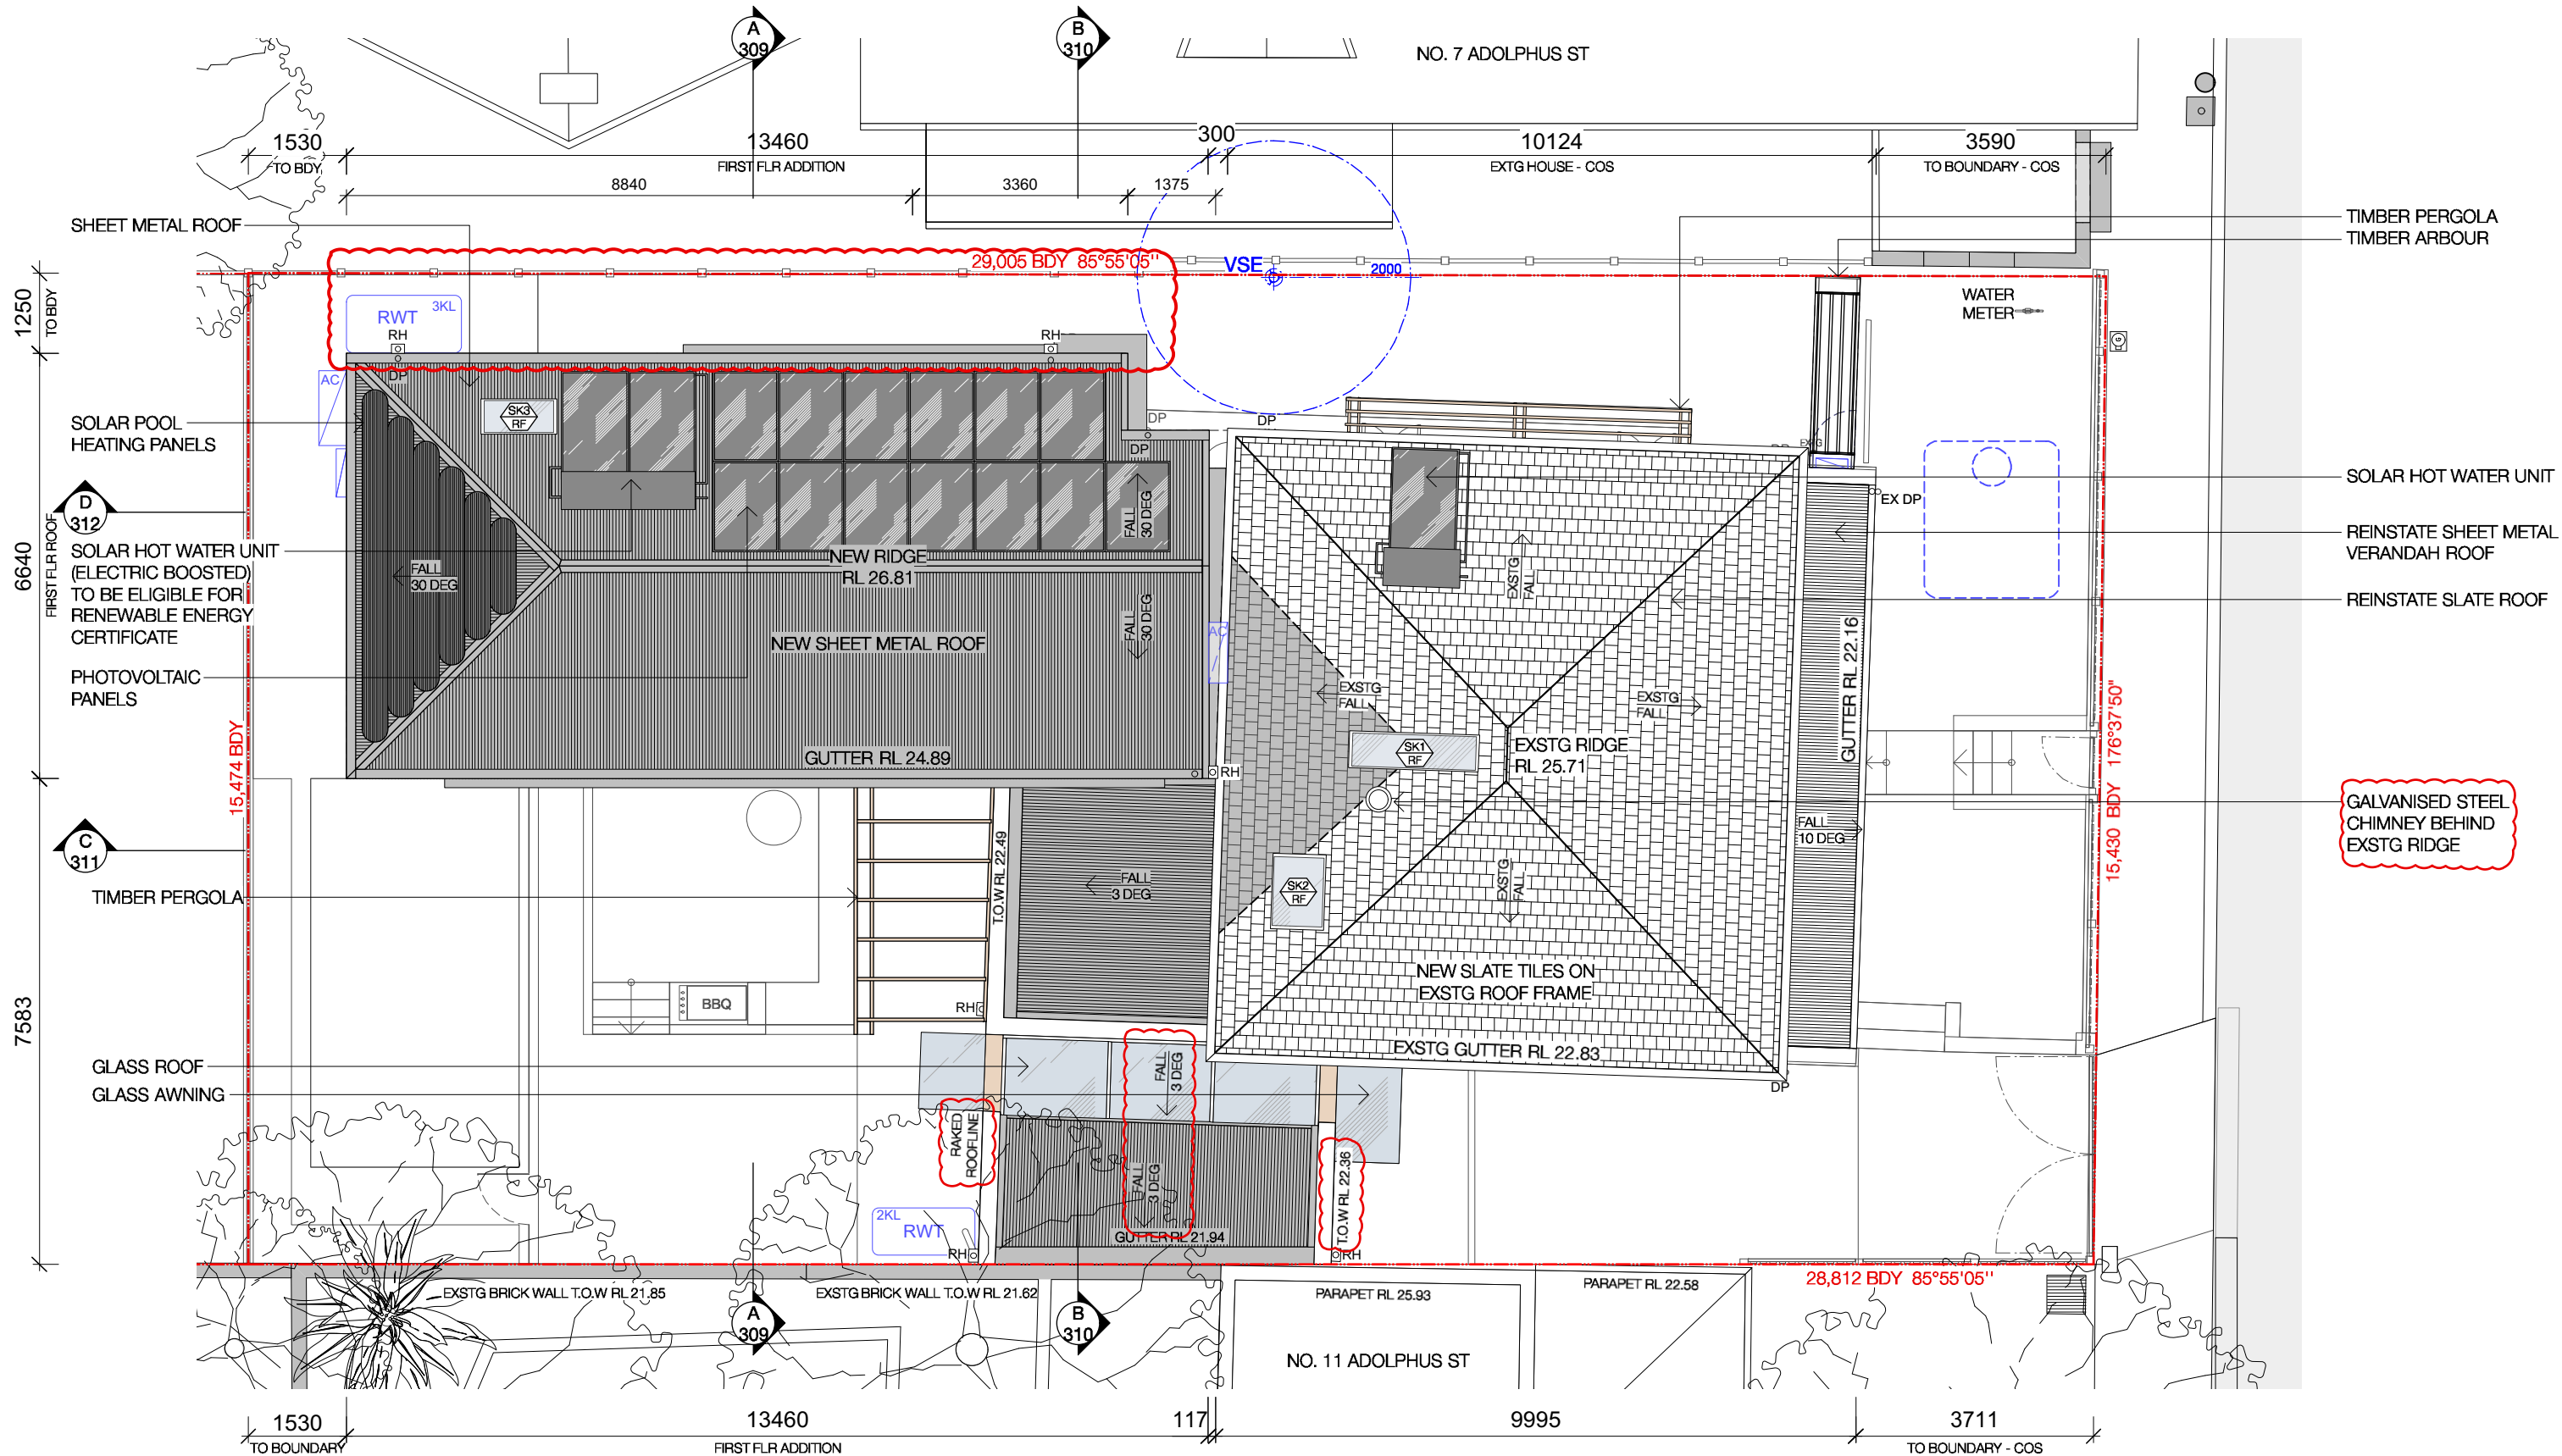 A
309
B
310
NO. 7 ADOLPHUS ST
1530
TO BDY
13460
FIRST FLR ADDITION
300
10124
EXTG HOUSE - COS
3590
TO BOUNDARY - COS
8840
3360
1375
SHEET METAL ROOF
TIMBER PERGOLA
TIMBER ARBOUR
29,005 BDY 85°55'05''
VSE
2000
1250
TO BDY
RWT
3KL
RH
RH
WATER
METER
G
AC
DP
SK3
RF
DP
DP
DP
EXTG
SOLAR POOL
HEATING PANELS
D
312
SOLAR HOT WATER UNIT
EX DP
FALL
30 DEG
REINSTATE SHEET METAL
VERANDAH ROOF
SOLAR HOT WATER UNIT
(ELECTRIC BOOSTED)
TO BE ELIGIBLE FOR
RENEWABLE ENERGY
CERTIFICATE
6640
FIRST FLR ROOF
FALL
30 DEG
NEW RIDGE
RL 26.81
EXSTG
FALL
REINSTATE SLATE ROOF
NEW SHEET METAL ROOF
FALL
30 DEG
AC
PHOTOVOLTAIC
PANELS
EXSTG
FALL
EXSTG
FALL
GUTTER RL 22.16
15,474 BDY
GUTTER RL 24.89
SK1
RF
EXSTG RIDGE
RL 25.71
RH
15,430 BDY 176°37'50"
GALVANISED STEEL
CHIMNEY BEHIND
EXSTG RIDGE
C
311
FALL
10 DEG
TIMBER PERGOLA
T.O.W RL 22.49
FALL
3 DEG
SK2
RF
EXSTG
FALL
7583
BBQ
RH
NEW SLATE TILES ON
EXSTG ROOF FRAME
EXSTG GUTTER RL 22.83
DP
GLASS ROOF
GLASS AWNING
FALL
3 DEG
RAKED
ROOFLINE
FALL
3 DEG
T.O.W RL 22.36
2KL
RWT
RH
GUTTER RL 21.94
RH
28,812 BDY 85°55'05''
EXSTG BRICK WALL T.O.W RL 21.85
EXSTG BRICK WALL T.O.W RL 21.62
PARAPET RL 25.93
PARAPET RL 22.58
A
309
B
310
NO. 11 ADOLPHUS ST
1530
TO BOUNDARY
13460
FIRST FLR ADDITION
117
9995
3711
TO BOUNDARY - COS